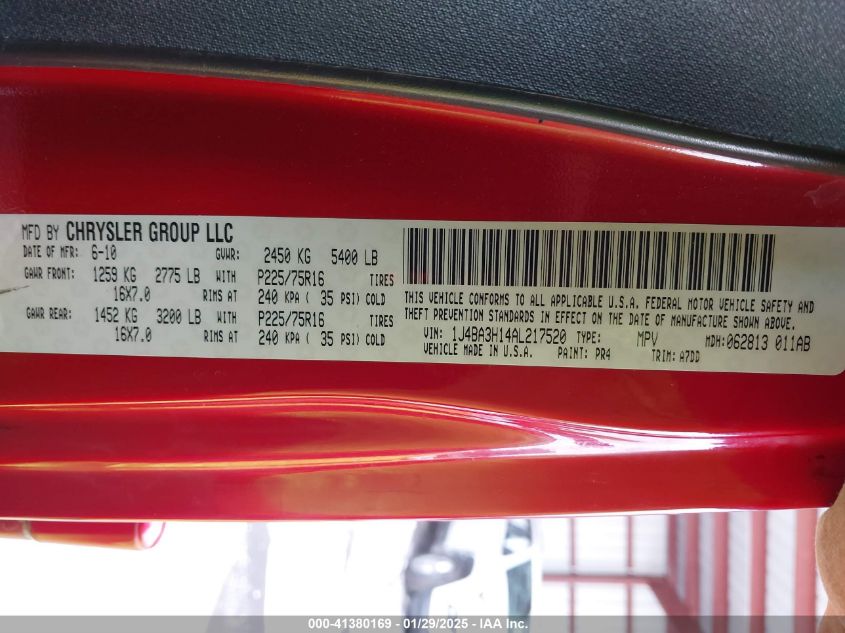 MFD BY CHRYSLER GROUP LLC
DATE OF MFR: 6-10 GVWR: 2450 KG 5400 LB
GAWR FRONT: 1259 KG 2775 LB WITH P225/75R16 TIRES
16X7.0 RIMS AT 240 KPA ( 35 PSI) COLD
GAWR REAR: 1452 KG 3200 LB WITH P225/75R16 TIRES
16X7.0 RIMS AT 240 KPA ( 35 PSI) COLD
THIS VEHICLE CONFORMS TO ALL APPLICABLE U.S.A. FEDERAL MOTOR VEHICLE SAFETY AND
THEFT PREVENTION STANDARDS IN EFFECT ON THE DATE OF MANUFACTURE SHOWN ABOVE.
VIN: 1J4BA3H14AL217520 TYPE: MPV MDH: 062813 011AB
VEHICLE MADE IN U.S.A. PAINT: PR4 TRIM: A7DD
000-41380169 - 01/29/2025 - IAA Inc.